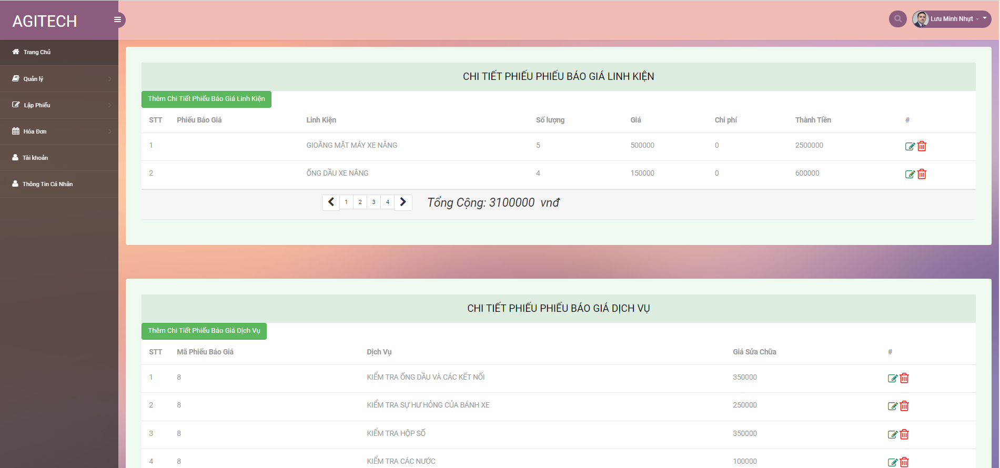 AGITECH
Lưu Minh Nhựt
Trang Chủ
Quản lý
Lập Phiếu
Hóa Đơn
Tài khoản
Thông Tin Cá Nhân
CHI TIẾT PHIẾU PHIẾU BÁO GIÁ LINH KIỆN
Thêm Chi Tiết Phiếu Báo Giá Linh Kiện
STT Phiếu Báo Giá Linh Kiện Số lượng Giá Chi phí Thành Tiền #
1 GIOĂNG MẶT MÁY XE NÂNG 5 500000 0 2500000
2 ỐNG DẦU XE NÂNG 4 150000 0 600000
1 2 3 4 Tổng Cộng: 3100000 vnđ
CHI TIẾT PHIẾU PHIẾU BÁO GIÁ DỊCH VỤ
Thêm Chi Tiết Phiếu Báo Giá Dịch Vụ
STT Mã Phiếu Báo Giá Dịch Vụ Giá Sửa Chữa #
1 8 KIỂM TRA ỐNG DẦU VÀ CÁC KẾT NỐI 350000
2 8 KIỂM TRA SỰ HƯ HỎNG CỦA BÁNH XE 250000
3 8 KIỂM TRA HỘP SỐ 350000
4 8 KIỂM TRA CÁC NƯỚC 100000